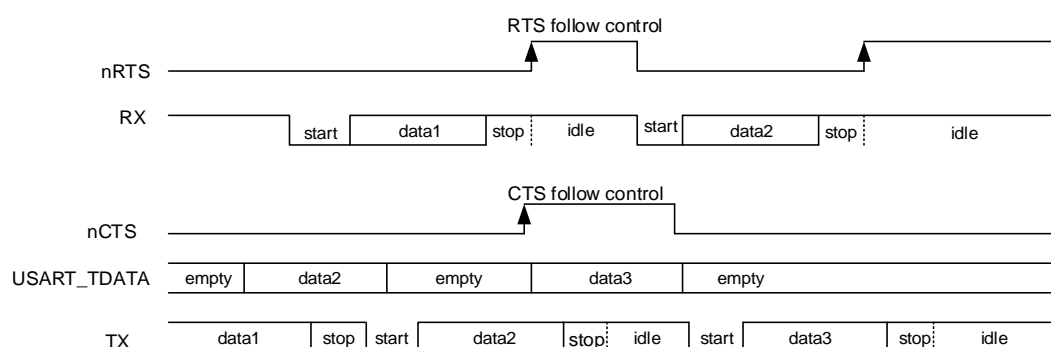 RTS follow control
nRTS
RX start data1 stop idle start data2 stop idle
CTS follow control
nCTS
USART_TDATA empty data2 empty data3 empty
TX data1 stop start data2 stop idle start data3 stop idle